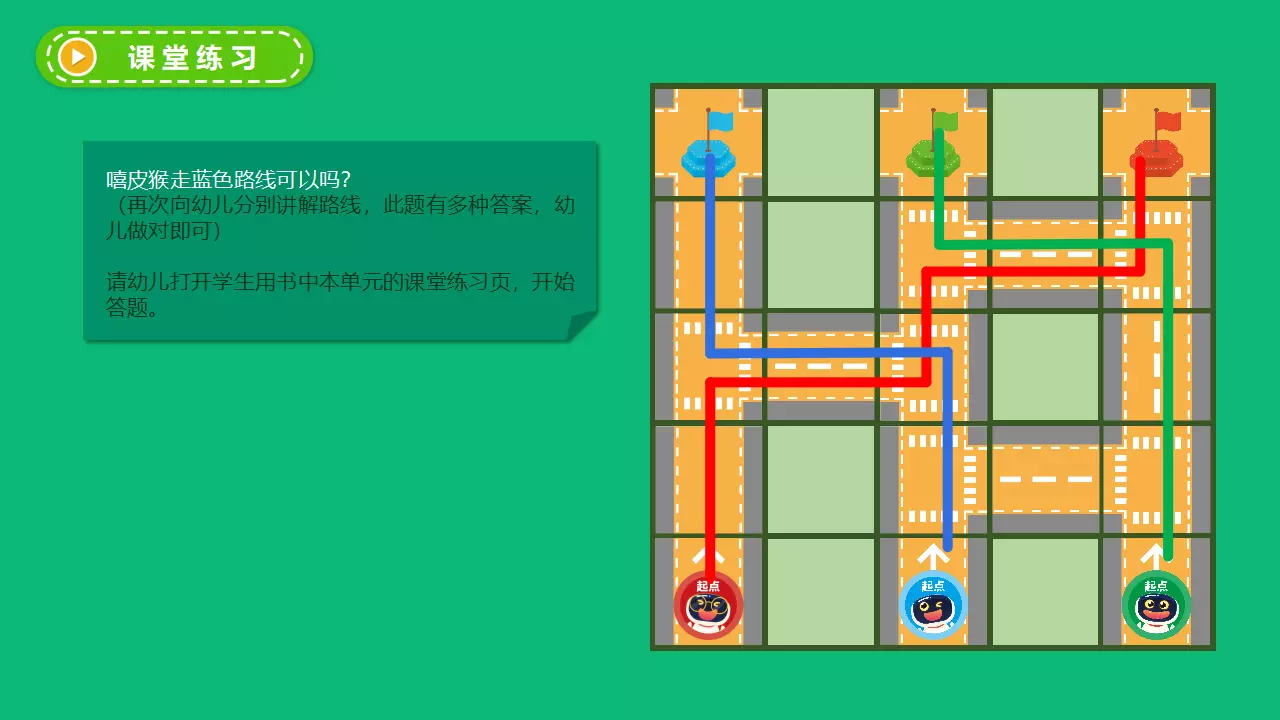 课堂练习
嘻皮猴走蓝色路线可以吗?
（再次向幼儿分别讲解路线，此题有多种答案，幼
儿做对即可）
请幼儿打开学生用书中本单元的课堂练习页，开始
答题。
起点
起点
起点